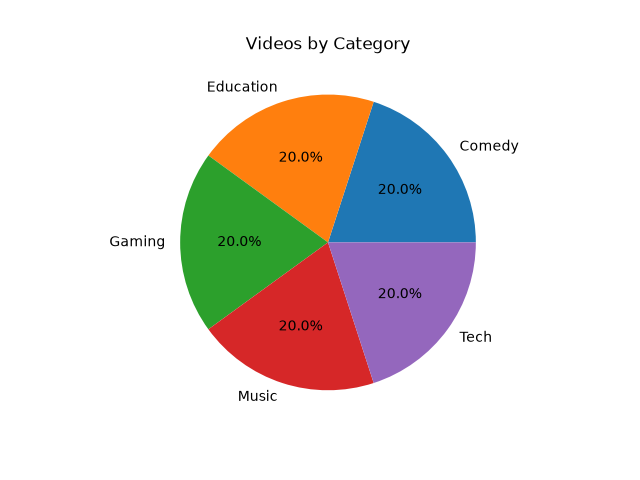 Videos by Category
Education
Comedy
20.0%
20.0%
Gaming
20.0%
20.0%
20.0%
Tech
Music